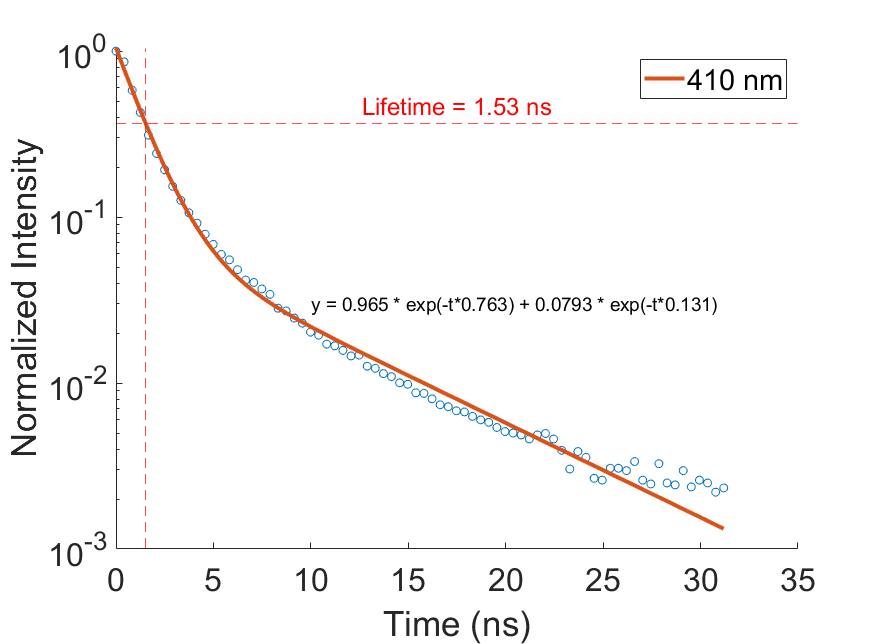 410 nm
Lifetime = 1.53 ns
y = 0.965 * exp(-t*0.763) + 0.0793 * exp(-t*0.131)
Normalized Intensity
10^0
10^-1
10^-2
10^-3
0 5 10 15 20 25 30 35
Time (ns)